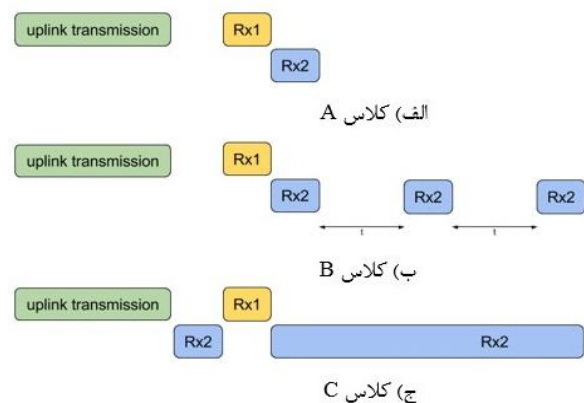 uplink transmission Rx1
Rx2
الف) کلاس A
uplink transmission Rx1
Rx2 Rx2 Rx2
t t
ب) کلاس B
uplink transmission Rx1
Rx2 Rx2
ج) کلاس C